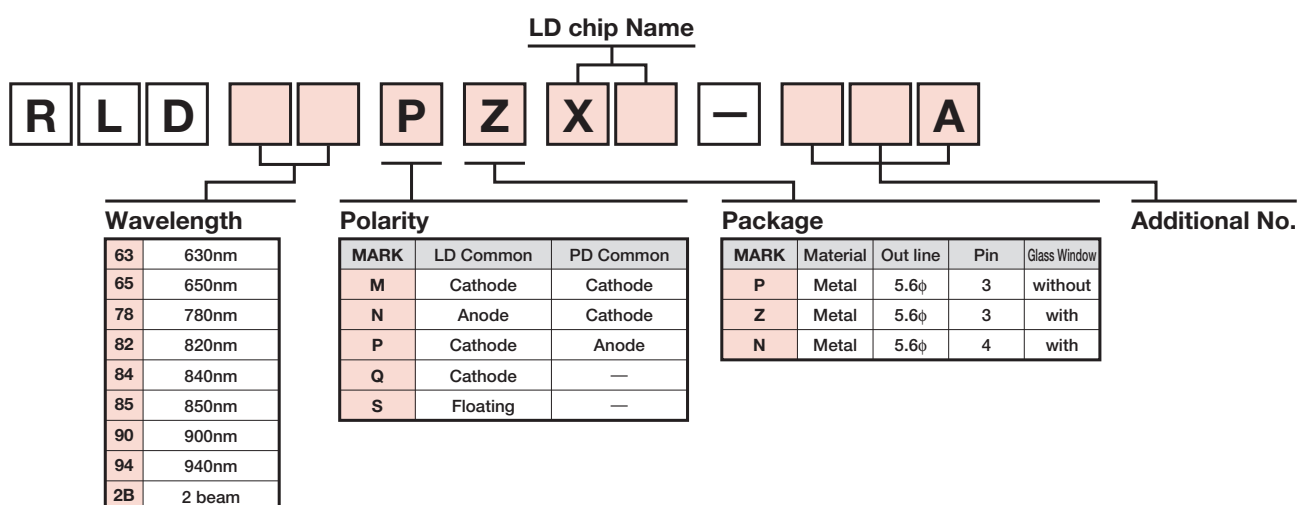 LD chip Name
R L D P Z X — A
Wavelength Polarity Package Additional No.
63 630nm
65 650nm
78 780nm
82 820nm
84 840nm
85 850nm
90 900nm
94 940nm
2B 2 beam
MARK LD Common PD Common
M Cathode Cathode
N Anode Cathode
P Cathode Anode
Q Cathode —
S Floating —
MARK Material Out line Pin Glass Window
P Metal 5.6ϕ 3 without
Z Metal 5.6ϕ 3 with
N Metal 5.6ϕ 4 with